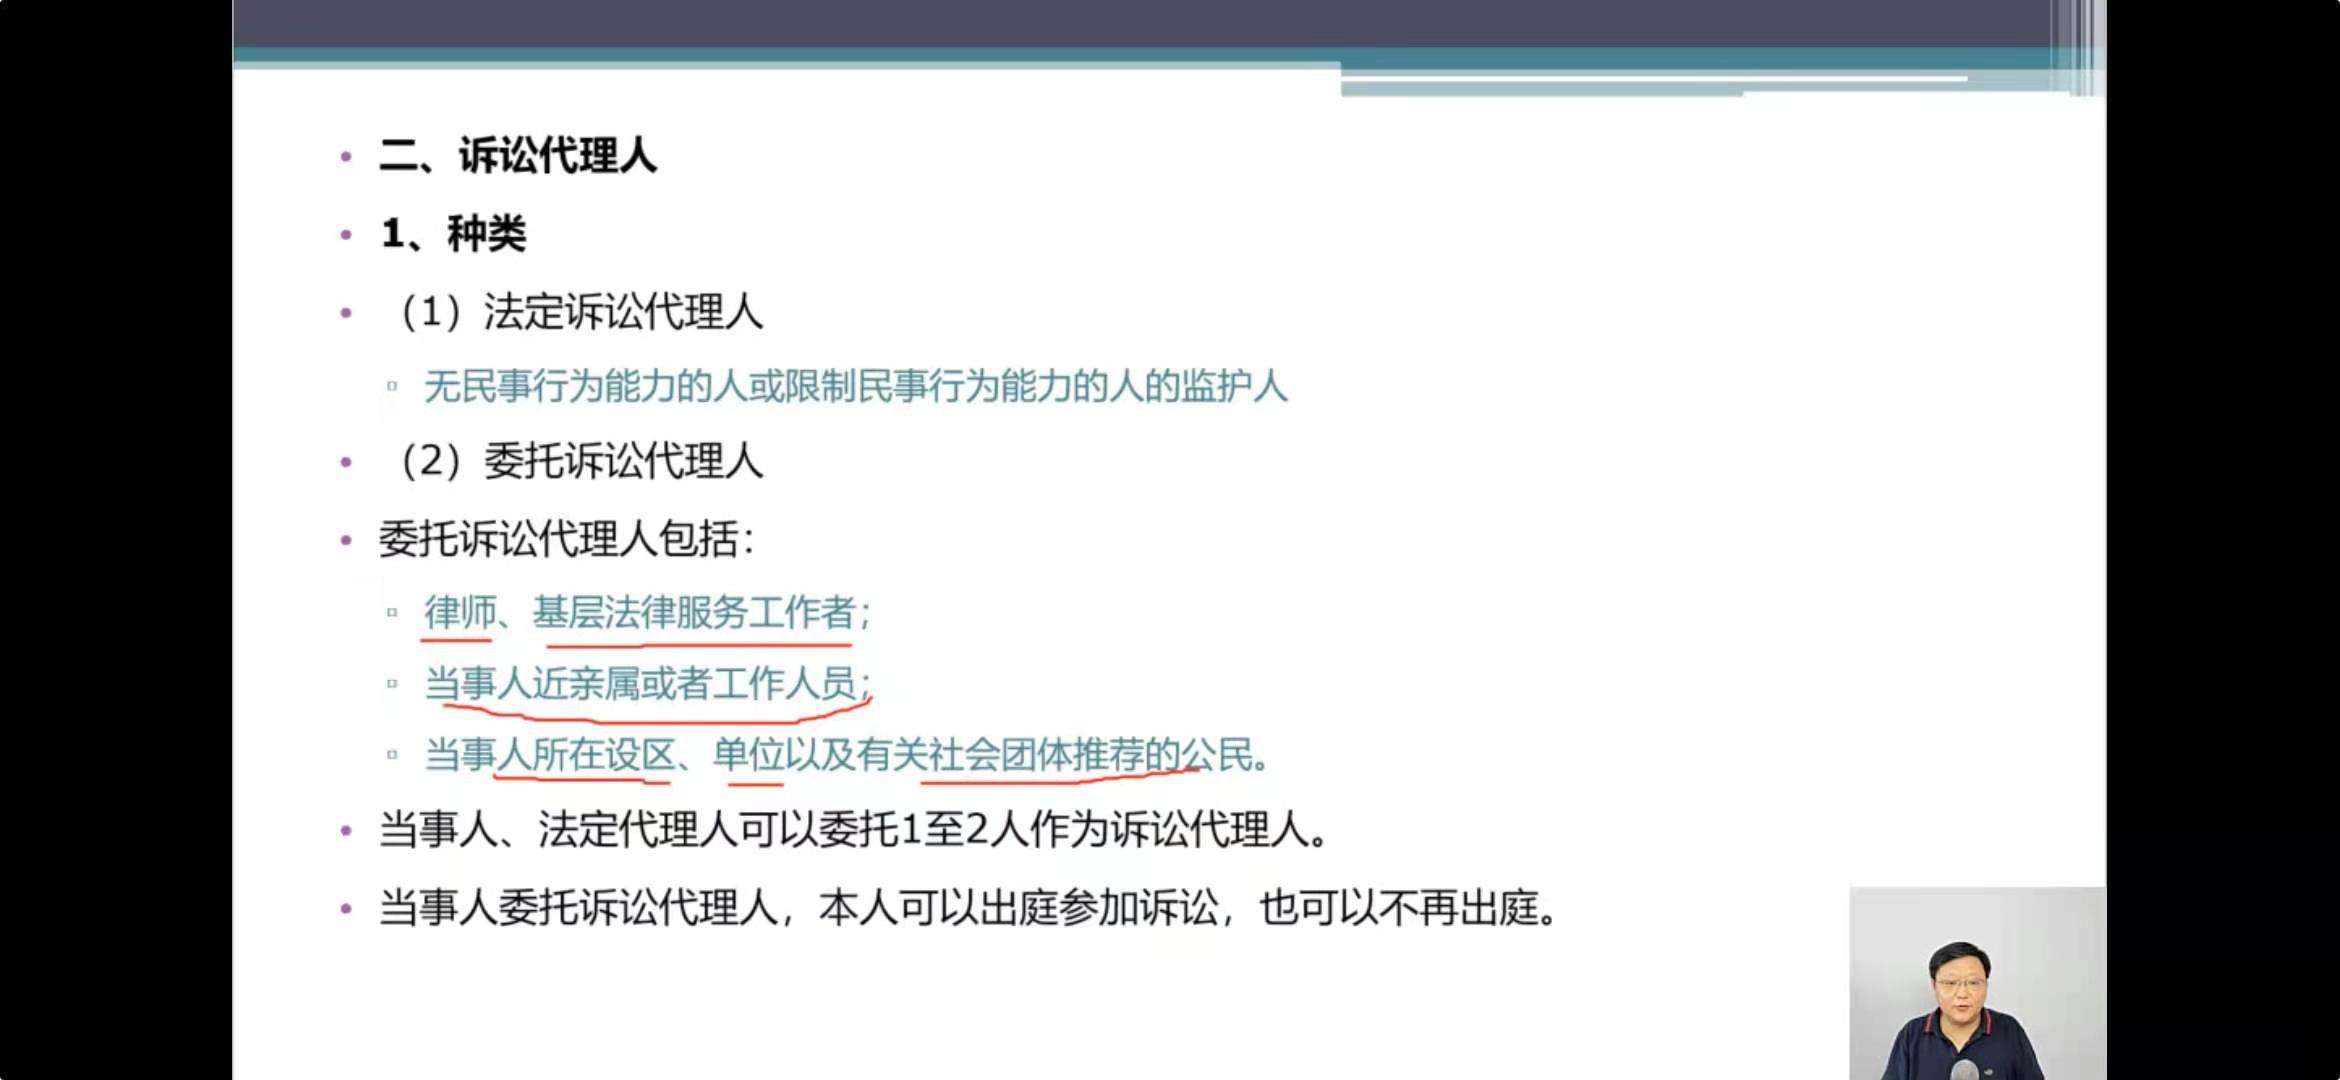 二、诉讼代理人
1、种类
（1）法定诉讼代理人
无民事行为能力的人或限制民事行为能力的人的监护人
（2）委托诉讼代理人
委托诉讼代理人包括：
律师、基层法律服务工作者；
当事人近亲属或者工作人员；
当事人所在设区、单位以及有关社会团体推荐的公民。
当事人、法定代理人可以委托1至2人作为诉讼代理人。
当事人委托诉讼代理人，本人可以出庭参加诉讼，也可以不再出庭。